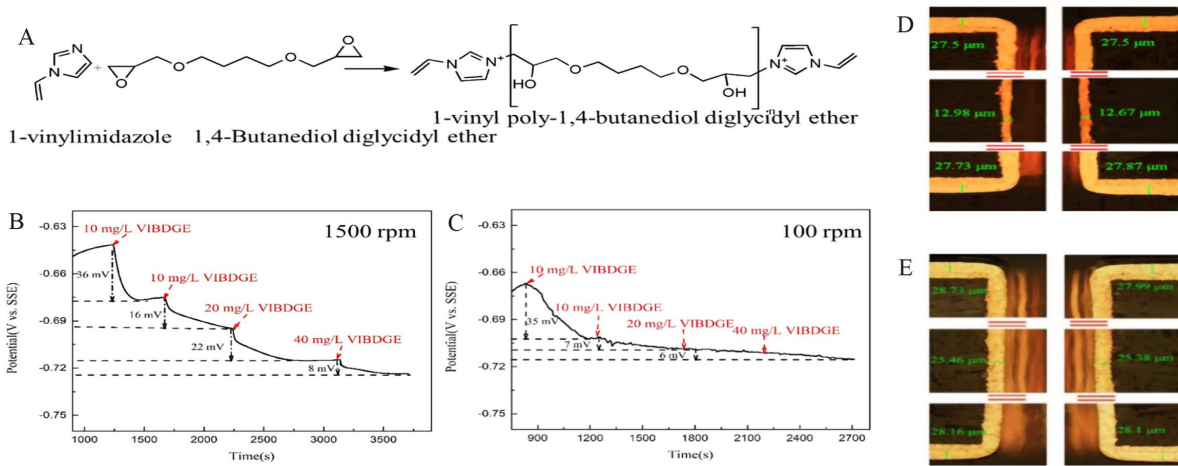 A
N
N
+
O
O
O
O
N
N
+
HO
O
O
OH
N
+
N
n
1-vinylimidazole
1,4-Butanediol diglycidyl ether
1-vinyl poly-1,4-butanediol diglycidyl ether
B
1500 rpm
10 mg/L VIBDGE
10 mg/L VIBDGE
20 mg/L VIBDGE
40 mg/L VIBDGE
36 mV
16 mV
22 mV
8 mV
Potential(V vs. SSE)
-0.63
-0.66
-0.69
-0.72
-0.75
1000
1500
2000
2500
3000
3500
Time(s)
C
100 rpm
10 mg/L VIBDGE
10 mg/L VIBDGE
20 mg/L VIBDGE
40 mg/L VIBDGE
35 mV
7 mV
6 mV
Potential(V vs. SSE)
-0.63
-0.66
-0.69
-0.72
-0.75
900
1200
1500
1800
2100
2400
2700
Time(s)
D
27.5 μm
27.5 μm
12.98 μm
12.67 μm
27.73 μm
27.87 μm
E
28.73 μm
27.99 μm
25.46 μm
25.38 μm
28.16 μm
28.1 μm